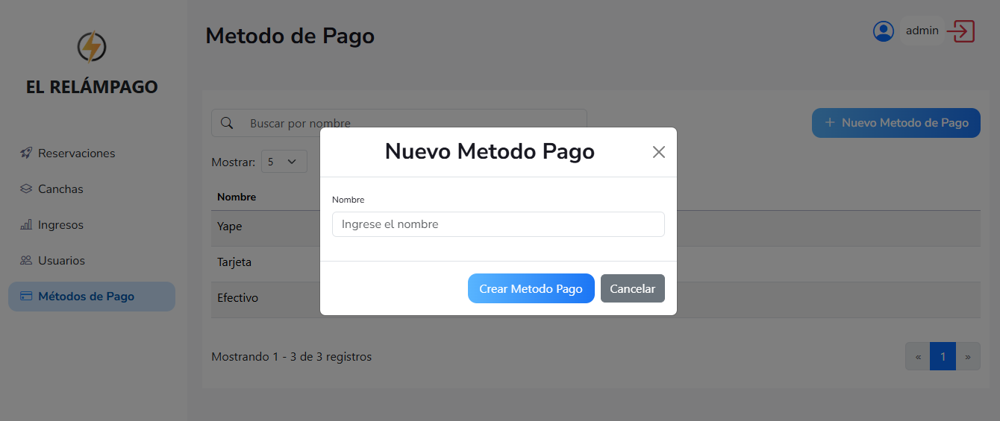 EL RELÁMPAGO
Reservaciones
Canchas
Ingresos
Usuarios
Métodos de Pago
Metodo de Pago
admin
Buscar por nombre
Nuevo Metodo de Pago
Mostrar: 5
Nombre
Yape
Tarjeta
Efectivo
Mostrando 1 - 3 de 3 registros
« 1 »
Nuevo Metodo Pago
Nombre
Ingrese el nombre
Crear Metodo Pago
Cancelar